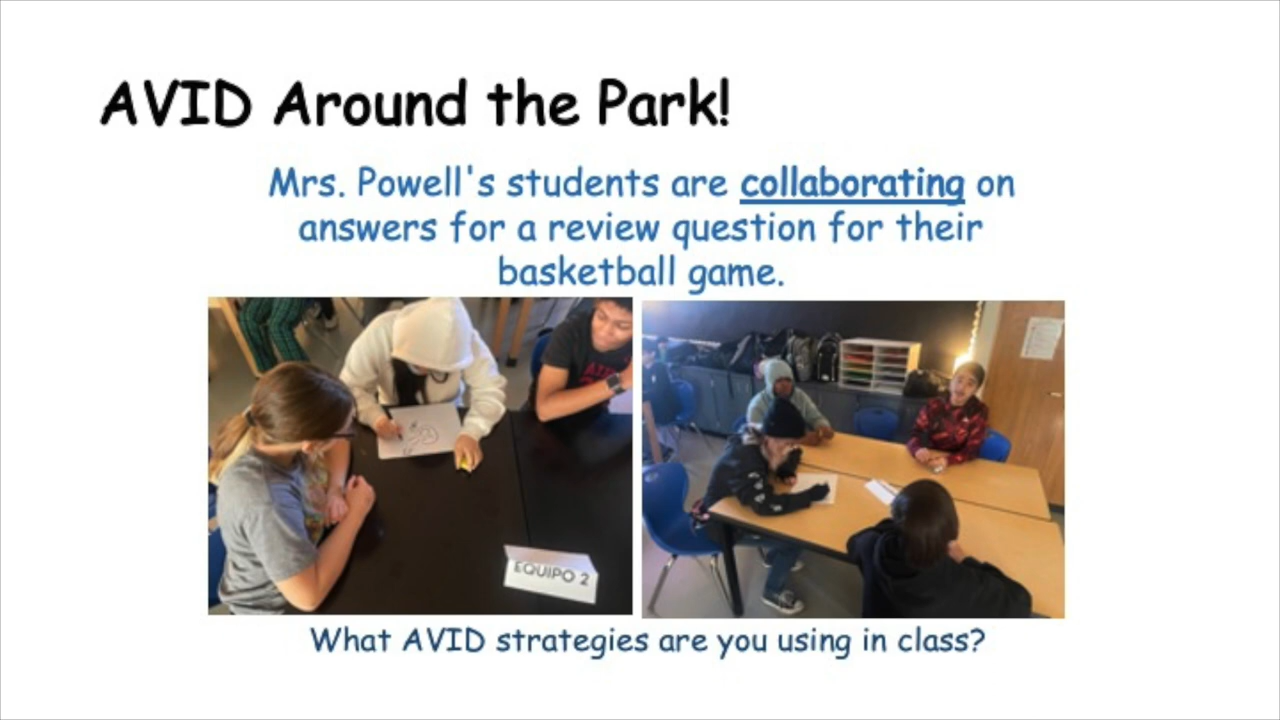 AVID Around the Park!
Mrs. Powell's students are collaborating on
answers for a review question for their
basketball game.
EQUIPO 2
What AVID strategies are you using in class?